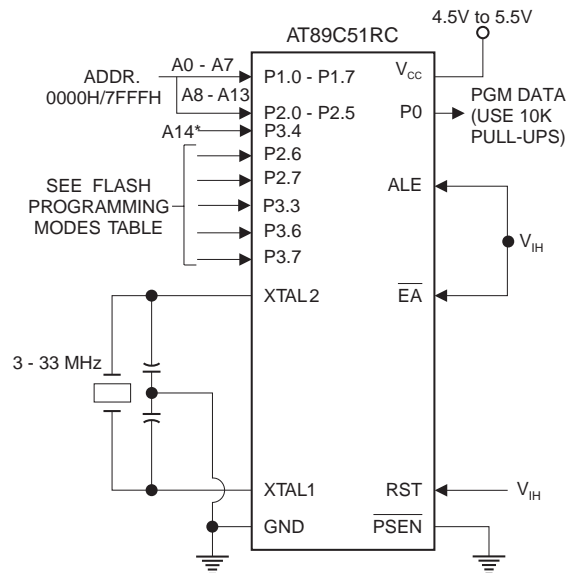 4.5V to 5.5V
AT89C51RC
ADDR.
0000H/7FFFH
A0 - A7
A8 - A13
A14*
P1.0 - P1.7
P2.0 - P2.5
P3.4
P2.6
P2.7
P3.3
P3.6
P3.7
SEE FLASH
PROGRAMMING
MODES TABLE
VCC
P0
PGM DATA
(USE 10K
PULL-UPS)
ALE
VIH
EA
XTAL2
3 - 33 MHz
XTAL1
GND
RST
VIH
PSEN